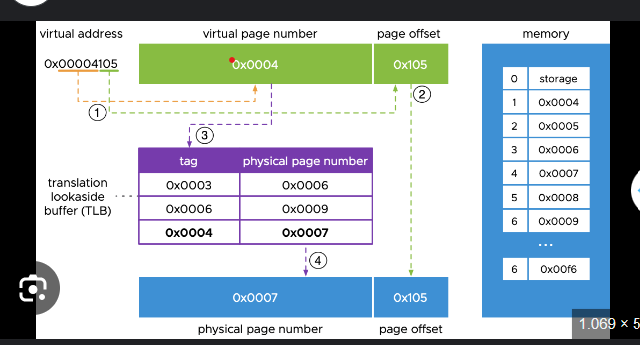 virtual address
virtual page number
page offset
memory
0x00004105
0x0004
0x105
1
2
3
tag
physical page number
0x0003
0x0006
0x0006
0x0009
0x0004
0x0007
translation
lookaside
buffer (TLB)
4
0x0007
0x105
physical page number
page offset
0 storage
1 0x0004
2 0x0005
3 0x0006
4 0x0007
5 0x0008
6 0x0009
...
6 0x00f6
1.069 × 5